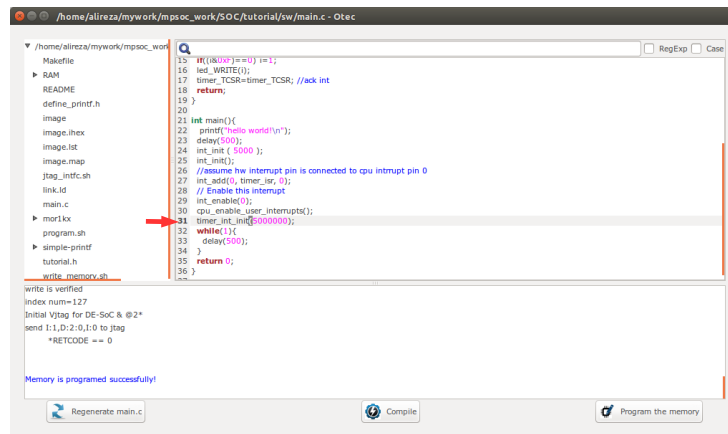 /home/alireza/mywork/mpsoc_work/SOC/tutorial/sw/main.c - Otec
/home/alireza/mywork/mpsoc_work
Makefile
RAM
README
define_printf.h
image
image.ihex
image.lst
image.map
jtag_intfc.sh
link.ld
main.c
mor1kx
program.sh
simple-printf
tutorial.h
write_memory.sh
RegExp Case
15 if((i&0xF)==0) i=1;
16 led_WRITE(i);
17 timer_TCSR=timer_TCSR; //ack int
18 return;
19 }
20
21 int main(){
22 printf("hello world!\n");
23 delay(500);
24 int_init ( 5000 );
25 int_init();
26 //assume hw interrupt pin is connected to cpu intrrupt pin 0
27 int_add(0, timer_isr, 0);
28 // Enable this interrupt
29 int_enable(0);
30 cpu_enable_user_interrupts();
31 timer_int_init(5000000);
32 while(1){
33 delay(500);
34 }
35 return 0;
36 }
write is verified
index num=127
Initial Vjtag for DE-SoC & @2*
send I:1,D:2:0,I:0 to jtag
*RETCODE == 0
Memory is programed successfully!
Regenerate main.c
Compile
Program the memory